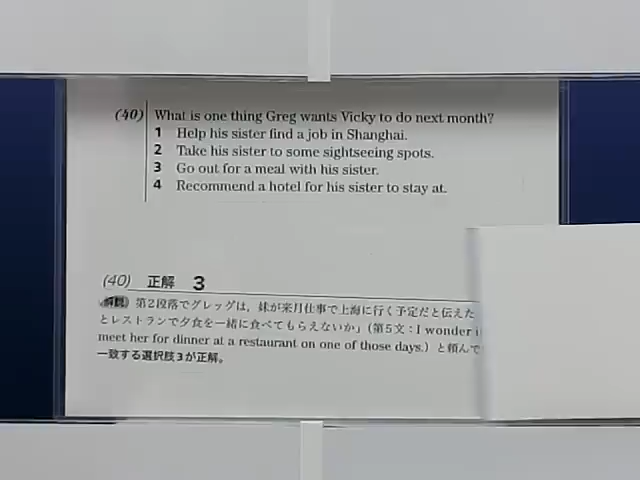 (40) What is one thing Greg wants Vicky to do next month?
1 Help his sister find a job in Shanghai.
2 Take his sister to some sightseeing spots.
3 Go out for a meal with his sister.
4 Recommend a hotel for his sister to stay at.
(40) 正解 3
解説 第2段落でグレッグは，妹が来月仕事で上海に行く予定だと伝えた
とレストランで夕食を一緒に食べてもらえないか」（第5文：I wonder i
meet her for dinner at a restaurant on one of those days.）と頼んで
一致する選択肢3が正解。